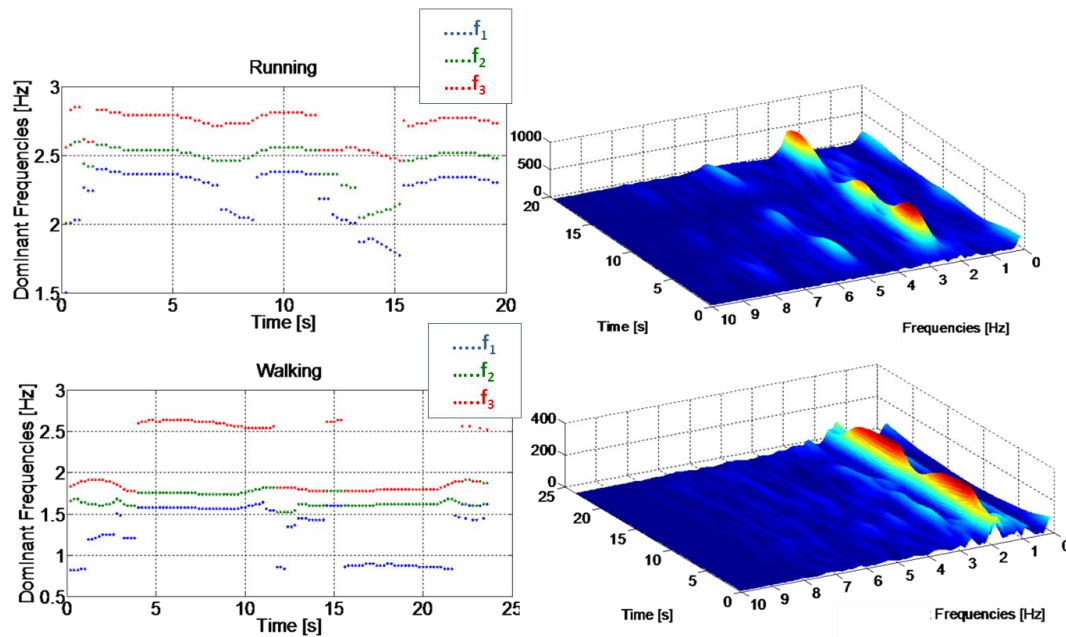 .....f1
.....f2
.....f3
Running
Dominant Frequencies [Hz]
3
2.5
2
1.5
0 5 10 15 20
Time [s]
1000
500
0
20
15
10
5
0
Time [s]
10 9 8 7 6 5 4 3 2 1 0
Frequencies [Hz]
.....f1
.....f2
.....f3
Walking
Dominant Frequencies [Hz]
3
2.5
2
1.5
1
0.5
0 5 10 15 20 25
Time [s]
400
200
0
25
20
15
10
5
0
Time [s]
10 9 8 7 6 5 4 3 2 1 0
Frequencies [Hz]